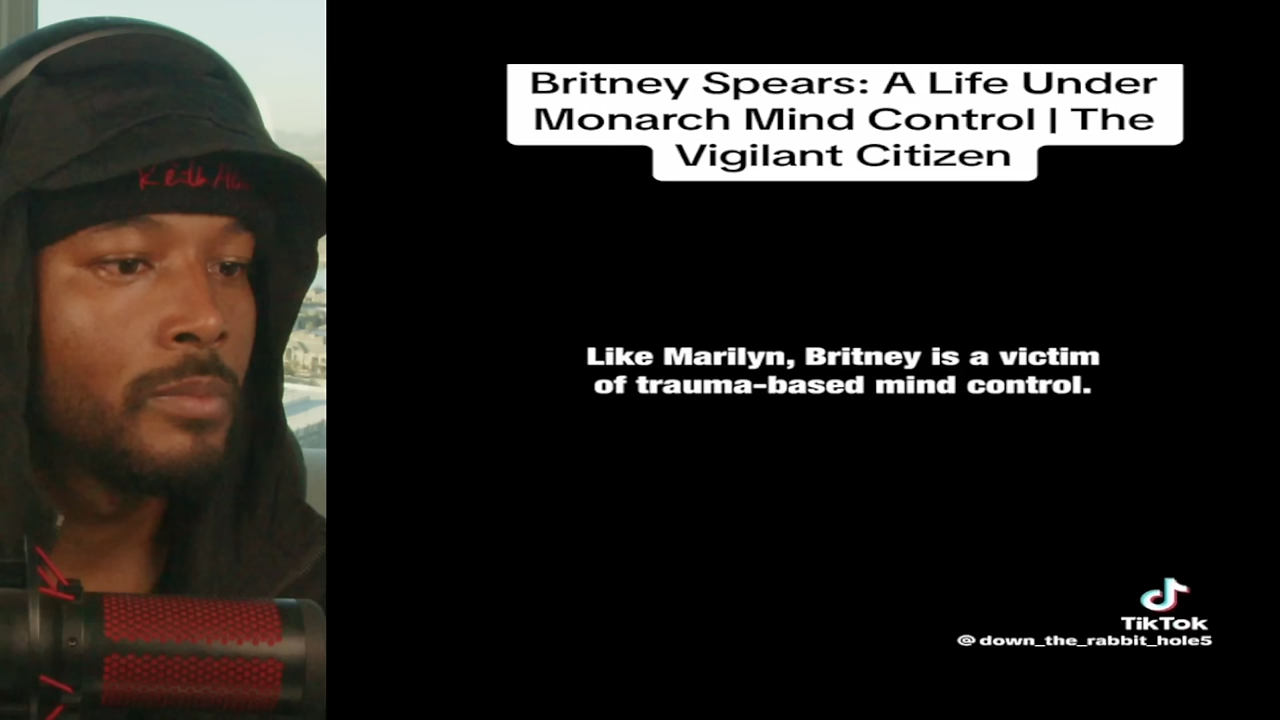 Britney Spears: A Life Under
Monarch Mind Control | The
Vigilant Citizen
Like Marilyn, Britney is a victim
of trauma-based mind control.
TikTok
@down_the_rabbit_hole5